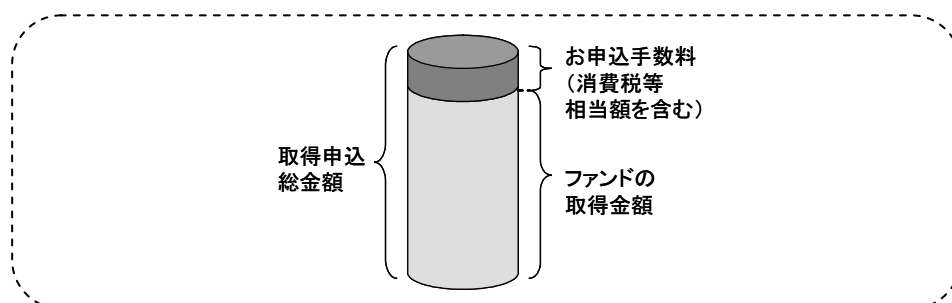 お申込手数料
（消費税等
相当額を含む）
取得申込
総金額
ファンドの
取得金額